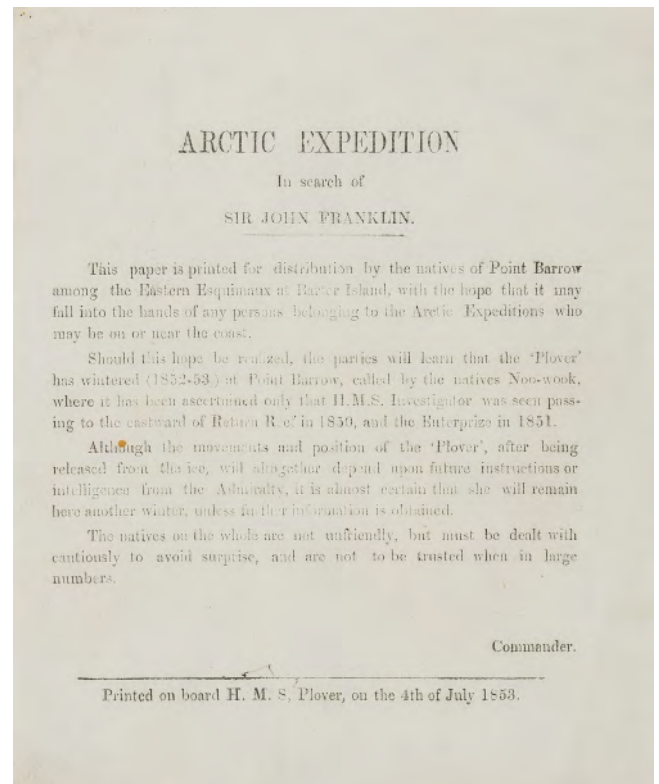 ARCTIC EXPEDITION
In search of
SIR JOHN FRANKLIN.
This paper is printed for distribution by the natives of Point Barrow
among the Eastern Esquimaux at Barter Island, with the hope that it may
fall into the hands of any persons belonging to the Arctic Expeditions who
may be on or near the coast.
Should this hope be realized, the parties will learn that the 'Plover'
has wintered (1852-53) at Point Barrow, called by the natives Noo-wook,
where it has been ascertained only that H.M.S. Investigator was seen pass-
ing to the eastward of Return Reef in 1850, and the Enterprize in 1851.
Although the movements and position of the 'Plover', after being
released from the ice, will altogether depend upon future instructions or
intelligence from the Admiralty, it is almost certain that she will remain
here another winter, unless further information is obtained.
The natives on the whole are not unfriendly, but must be dealt with
cautiously to avoid surprise, and are not to be trusted when in large
numbers.
Commander.
Printed on board H. M. S. Plover, on the 4th of July 1853.